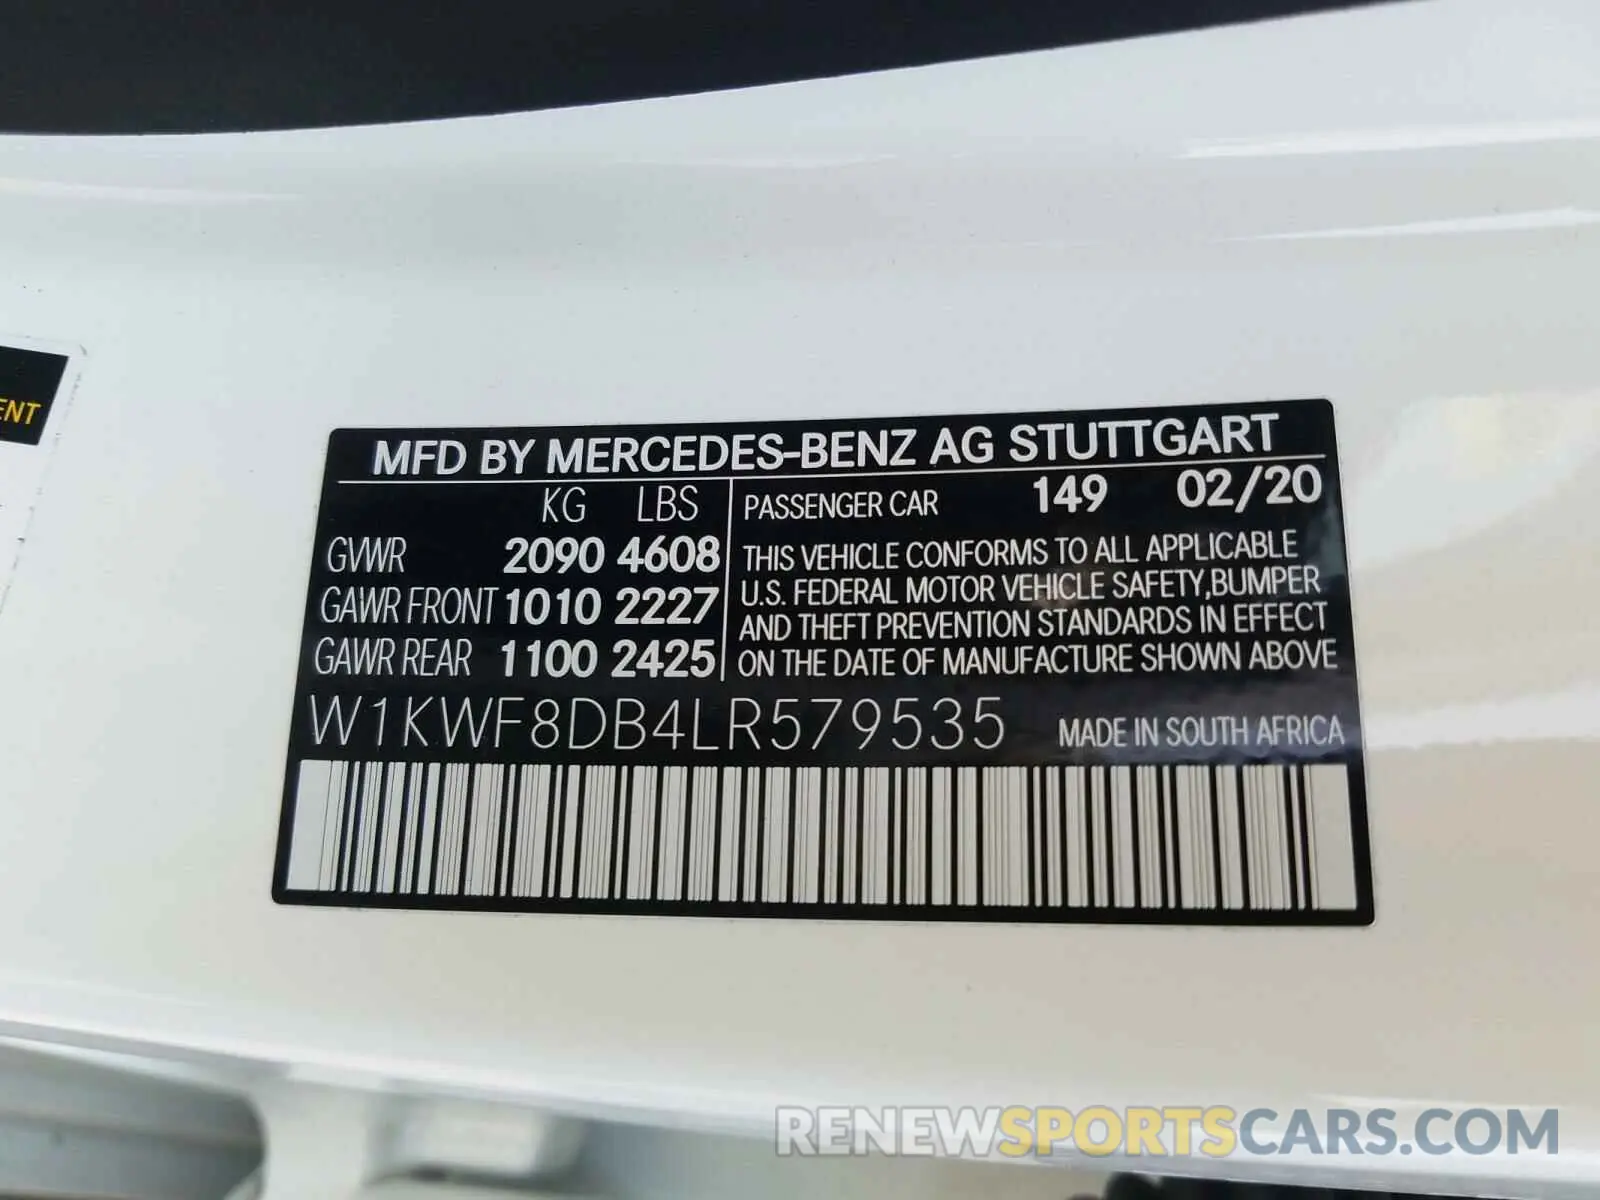 ENT
MFD BY MERCEDES-BENZ AG STUTTGART
KG LBS
GVWR 2090 4608
GAWR FRONT 1010 2227
GAWR REAR 1100 2425
PASSENGER CAR 149 02/20
THIS VEHICLE CONFORMS TO ALL APPLICABLE
U.S. FEDERAL MOTOR VEHICLE SAFETY,BUMPER
AND THEFT PREVENTION STANDARDS IN EFFECT
ON THE DATE OF MANUFACTURE SHOWN ABOVE
W1KWF8DB4LR579535 MADE IN SOUTH AFRICA
RENEWSPORTSCARS.COM